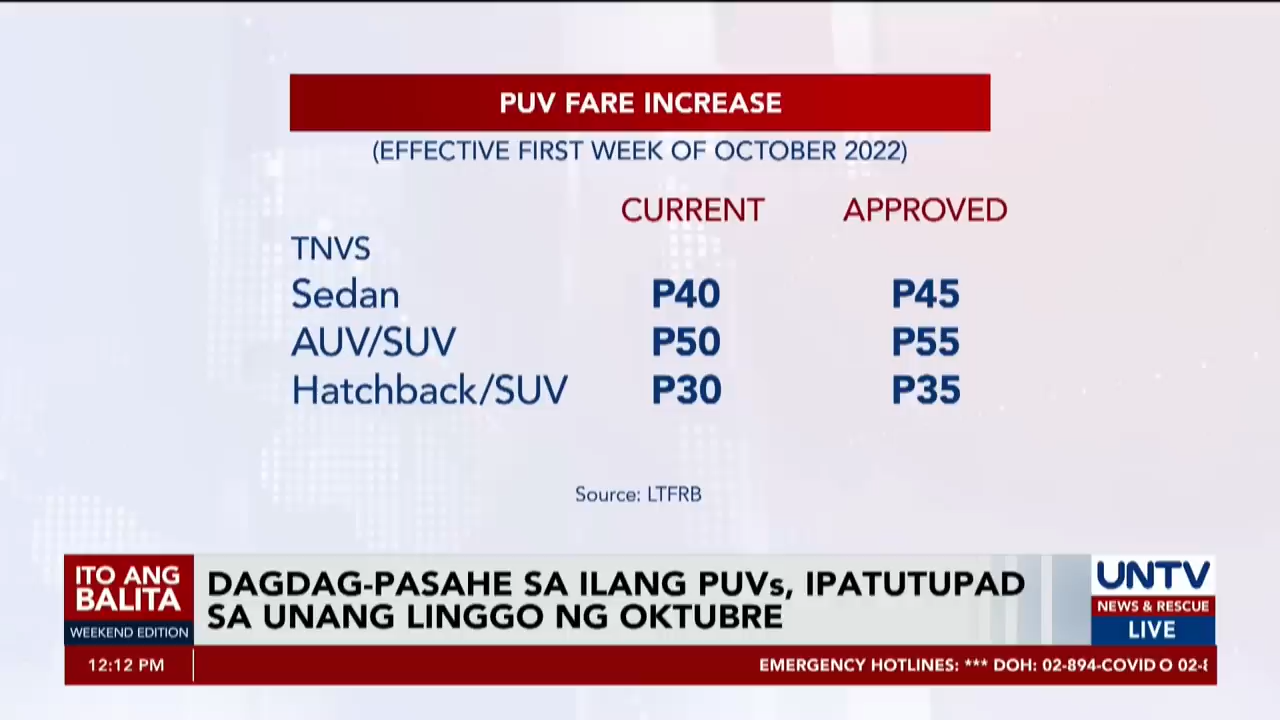 PUV FARE INCREASE
(EFFECTIVE FIRST WEEK OF OCTOBER 2022)
CURRENT APPROVED
TNVS
Sedan P40 P45
AUV/SUV P50 P55
Hatchback/SUV P30 P35
Source: LTFRB
ITO ANG
BALITA
WEEKEND EDITION
DAGDAG-PASAHE SA ILANG PUVs, IPATUTUPAD
SA UNANG LINGGO NG OKTUBRE
UNTV
NEWS & RESCUE
LIVE
12:12 PM
EMERGENCY HOTLINES: *** DOH: 02-894-COVID O 02-